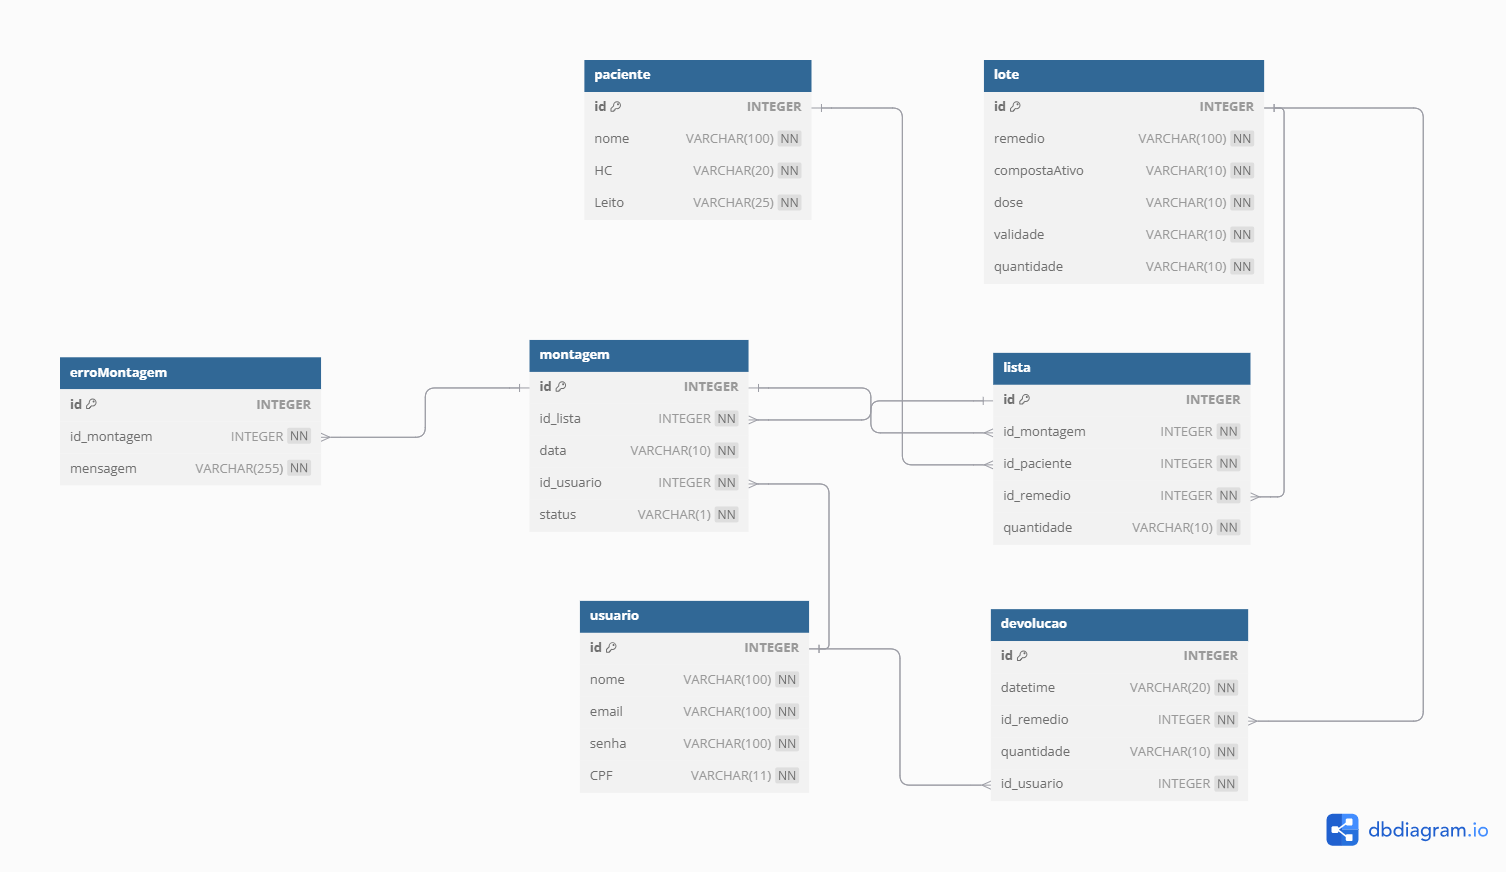 paciente
id INTEGER
nome VARCHAR(100) NN
HC VARCHAR(20) NN
Leito VARCHAR(25) NN
lote
id INTEGER
remedio VARCHAR(100) NN
compostaAtivo VARCHAR(10) NN
dose VARCHAR(10) NN
validade VARCHAR(10) NN
quantidade VARCHAR(10) NN
erroMontagem
id INTEGER
id_montagem INTEGER NN
mensagem VARCHAR(255) NN
montagem
id INTEGER
id_lista INTEGER NN
data VARCHAR(10) NN
id_usuario INTEGER NN
status VARCHAR(1) NN
lista
id INTEGER
id_montagem INTEGER NN
id_paciente INTEGER NN
id_remedio INTEGER NN
quantidade VARCHAR(10) NN
usuario
id INTEGER
nome VARCHAR(100) NN
email VARCHAR(100) NN
senha VARCHAR(100) NN
CPF VARCHAR(11) NN
devolucao
id INTEGER
datetime VARCHAR(20) NN
id_remedio INTEGER NN
quantidade VARCHAR(10) NN
id_usuario INTEGER NN
dbdiagram.io